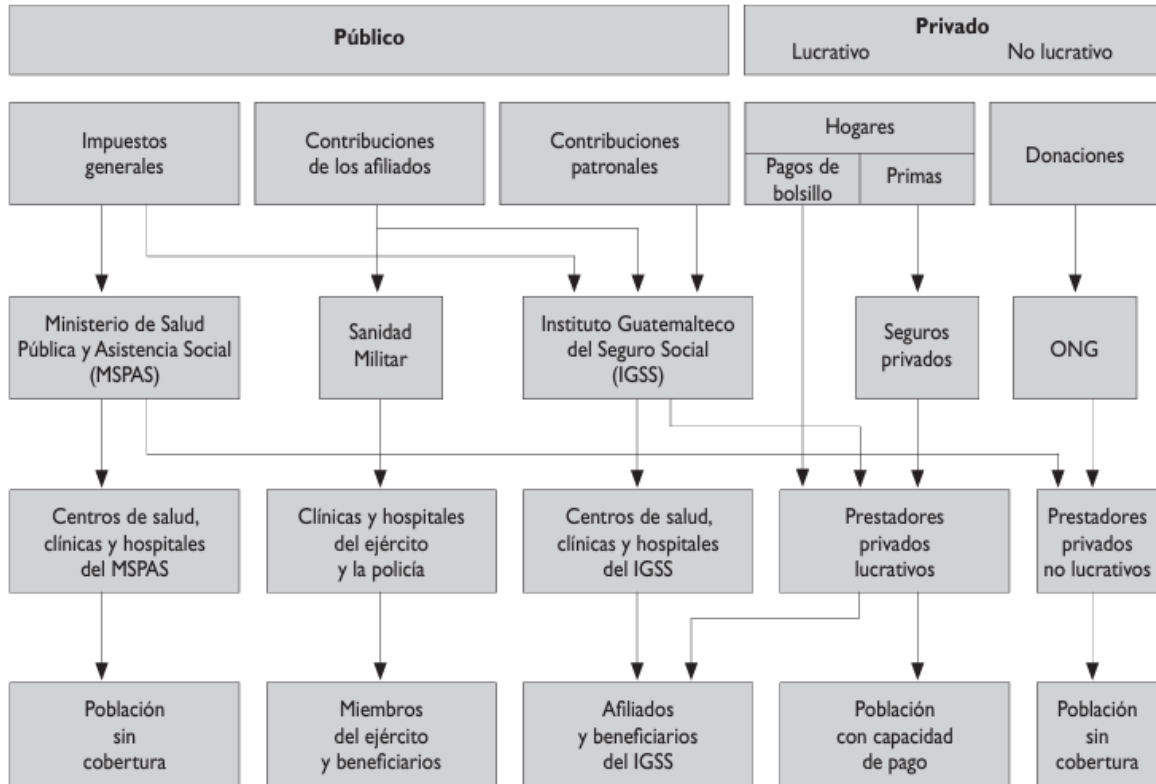 Público
Privado
Lucrativo
No lucrativo
Impuestos
generales
Contribuciones
de los afiliados
Contribuciones
patronales
Hogares
Pagos de
bolsillo
Primas
Donaciones
Ministerio de Salud
Pública y Asistencia Social
(MSPAS)
Sanidad
Militar
Instituto Guatemalteco
del Seguro Social
(IGSS)
Seguros
privados
ONG
Centros de salud,
clínicas y hospitales
del MSPAS
Clínicas y hospitales
del ejército
y la policía
Centros de salud,
clínicas y hospitales
del IGSS
Prestadores
privados
lucrativos
Prestadores
privados
no lucrativos
Población
sin
cobertura
Miembros
del ejército
y beneficiarios
Afiliados
y beneficiarios
del IGSS
Población
con capacidad
de pago
Población
sin
cobertura